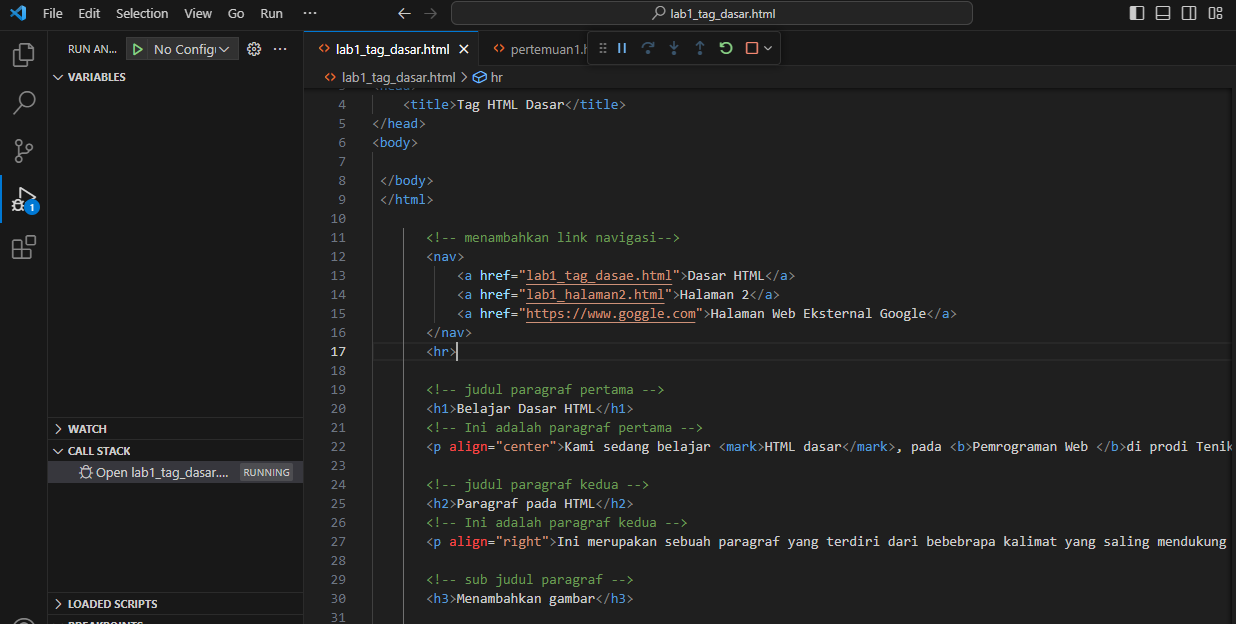 File Edit Selection View Go Run ···
lab1_tag_dasar.html
RUN AN... No Config
VARIABLES
WATCH
CALL STACK
Open lab1_tag_dasar.... RUNNING
LOADED SCRIPTS
BREAKPOINTS
1
lab1_tag_dasar.html pertemuan1.h
lab1_tag_dasar.html > hr
3 <head>
4 <title>Tag HTML Dasar</title>
5 </head>
6 <body>
7
8 </body>
9 </html>
10
11 <!-- menambahkan link navigasi-->
12 <nav>
13 <a href="lab1_tag_dasae.html">Dasar HTML</a>
14 <a href="lab1_halaman2.html">Halaman 2</a>
15 <a href="https://www.goggle.com">Halaman Web Eksternal Google</a>
16 </nav>
17 <hr>
18
19 <!-- judul paragraf pertama -->
20 <h1>Belajar Dasar HTML</h1>
21 <!-- Ini adalah paragraf pertama -->
22 <p align="center">Kami sedang belajar <mark>HTML dasar</mark>, pada <b>Pemrograman Web </b>di prodi Tenik
23
24 <!-- judul paragraf kedua -->
25 <h2>Paragraf pada HTML</h2>
26 <!-- Ini adalah paragraf kedua -->
27 <p align="right">Ini merupakan sebuah paragraf yang terdiri dari bebebrapa kalimat yang saling mendukung
28
29 <!-- sub judul paragraf -->
30 <h3>Menambahkan gambar</h3>
31